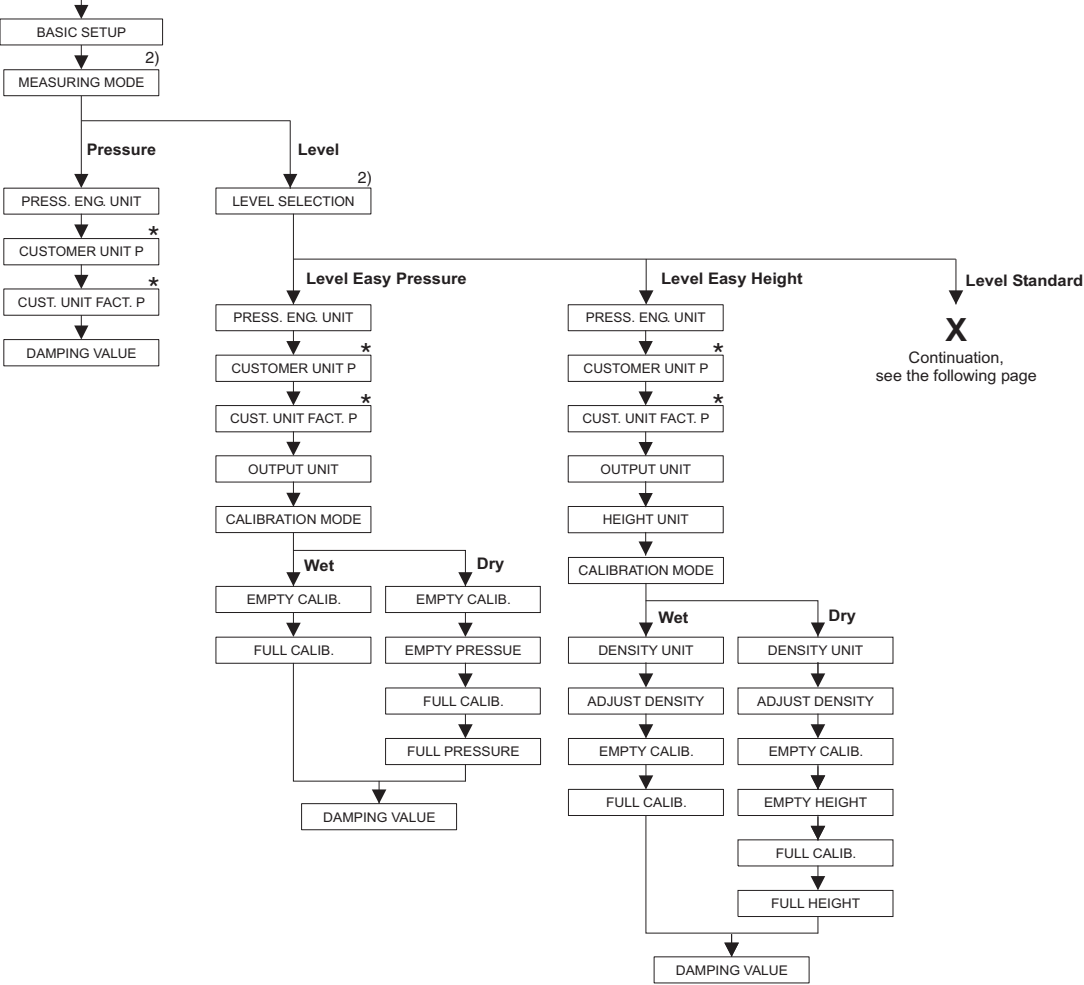 BASIC SETUP
2)
MEASURING MODE
Pressure
PRESS. ENG. UNIT
*
CUSTOMER UNIT P
*
CUST. UNIT FACT. P
DAMPING VALUE
Level
2)
LEVEL SELECTION
Level Easy Pressure
PRESS. ENG. UNIT
*
CUSTOMER UNIT P
*
CUST. UNIT FACT. P
OUTPUT UNIT
CALIBRATION MODE
Wet
EMPTY CALIB.
FULL CALIB.
Dry
EMPTY CALIB.
EMPTY PRESSUE
FULL CALIB.
FULL PRESSURE
DAMPING VALUE
Level Easy Height
PRESS. ENG. UNIT
*
CUSTOMER UNIT P
*
CUST. UNIT FACT. P
OUTPUT UNIT
HEIGHT UNIT
CALIBRATION MODE
Wet
DENSITY UNIT
ADJUST DENSITY
EMPTY CALIB.
FULL CALIB.
Dry
DENSITY UNIT
ADJUST DENSITY
EMPTY CALIB.
EMPTY HEIGHT
FULL CALIB.
FULL HEIGHT
DAMPING VALUE
Level Standard
X
Continuation,
see the following page